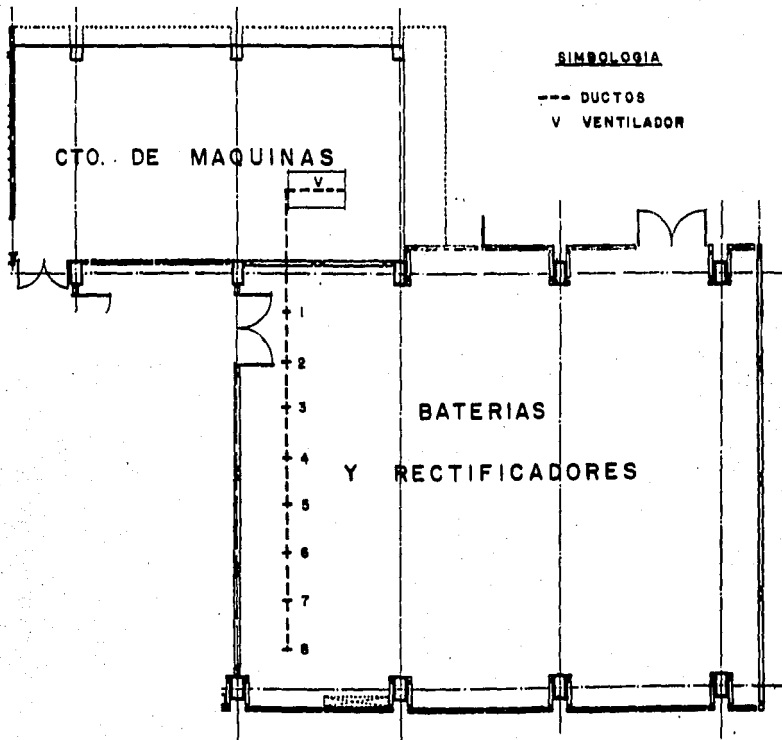 SIMBOLOGIA
DUCTOS
V VENTILADOR
CTO. DE MAQUINAS
V
1
2
3
4
5
6
7
8
BATERIAS
Y RECTIFICADORES